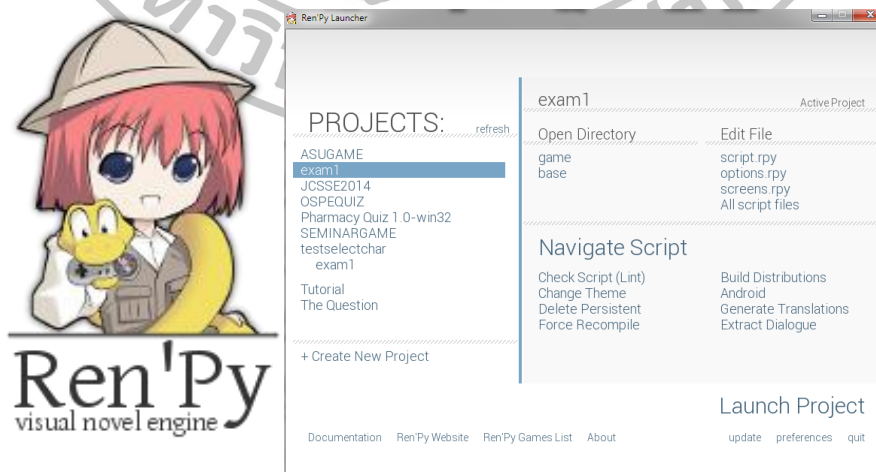 Ren'Py
visual novel engine
Ren'Py Launcher
PROJECTS:
refresh
ASUGAME
exam1
JCSSE2014
OSPEQUIZ
Pharmacy Quiz 1.0-win32
SEMINARGAME
testselectchar
exam1
Tutorial
The Question
+ Create New Project
exam1
Active Project
Open Directory
game
base
Edit File
script.rpy
options.rpy
screens.rpy
All script files
Navigate Script
Check Script (Lint)
Change Theme
Delete Persistent
Force Recompile
Build Distributions
Android
Generate Translations
Extract Dialogue
Launch Project
Documentation Ren'Py Website Ren'Py Games List About
update preferences quit